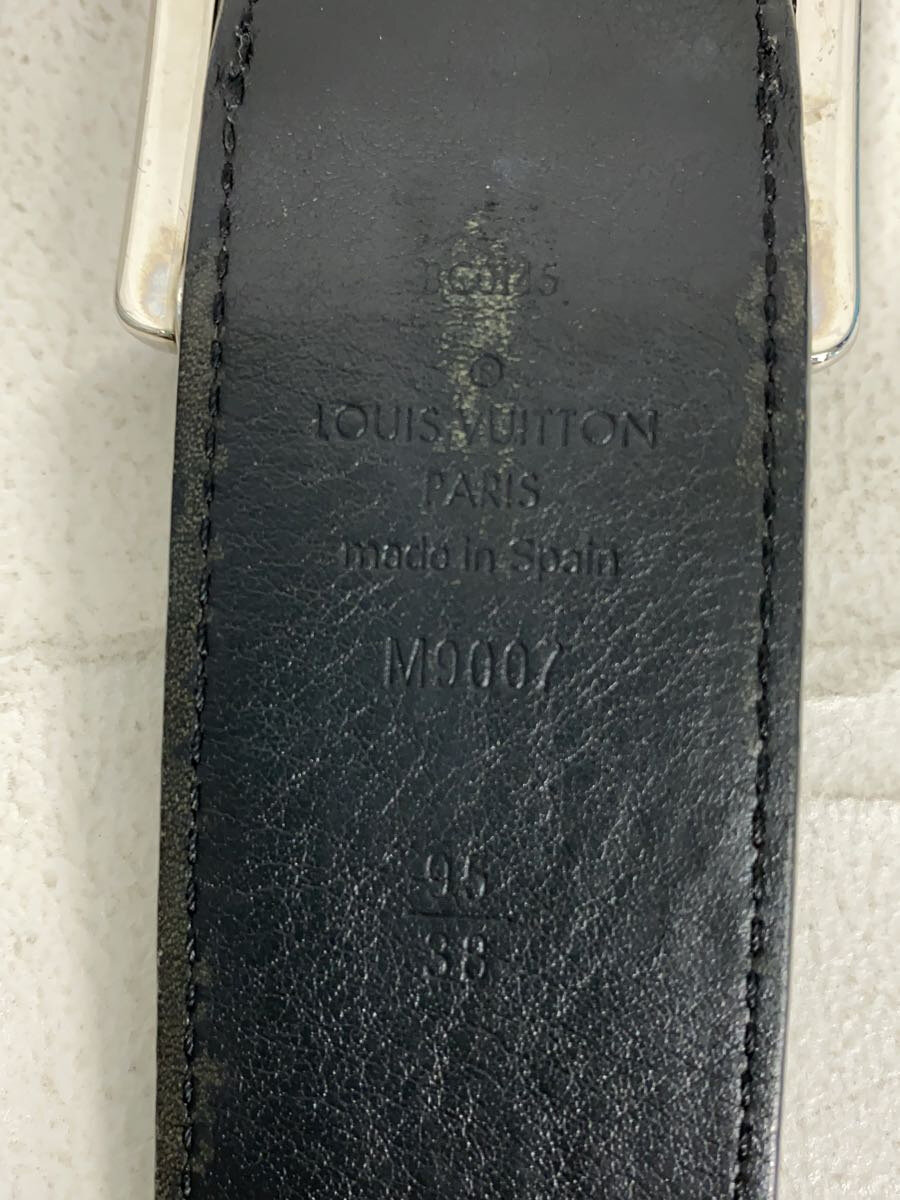 LOUIS VUITTON
PARIS
made in Spain
M9007
95
38